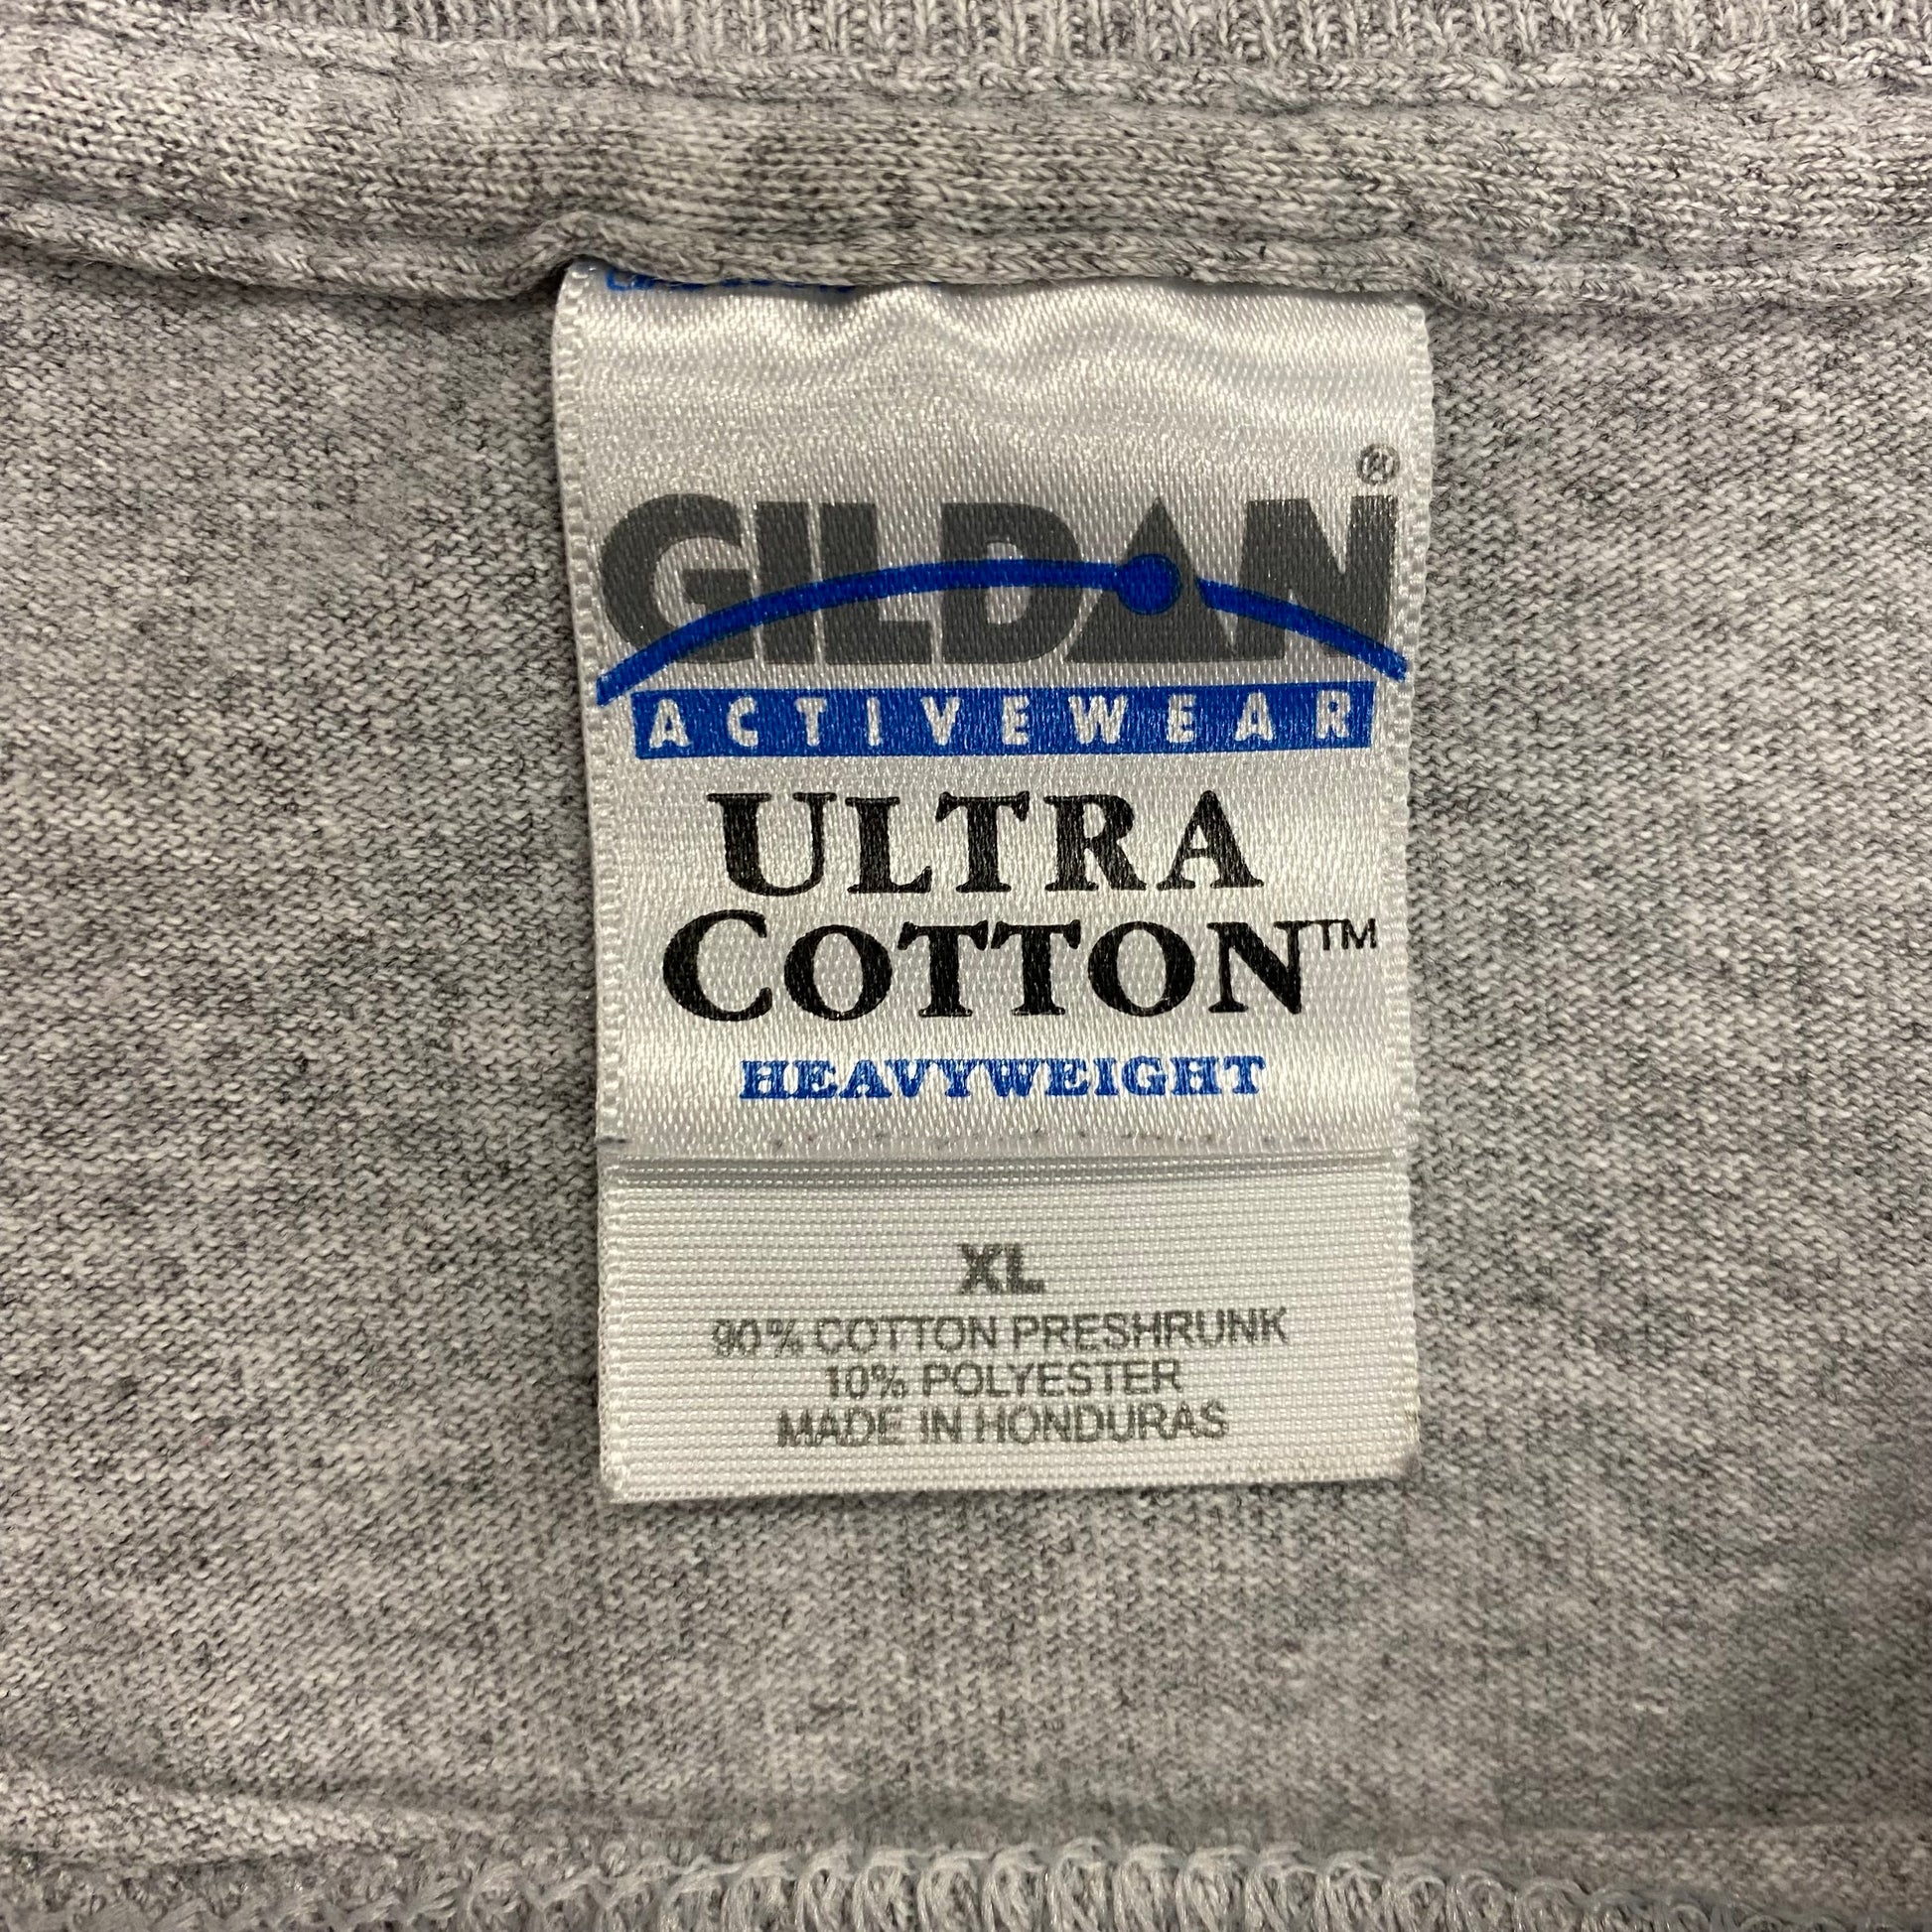 GILDAN®
ACTIVEWEAR
ULTRA
COTTON™
HEAVYWEIGHT
XL
90% COTTON PRESHRUNK
10% POLYESTER
MADE IN HONDURAS